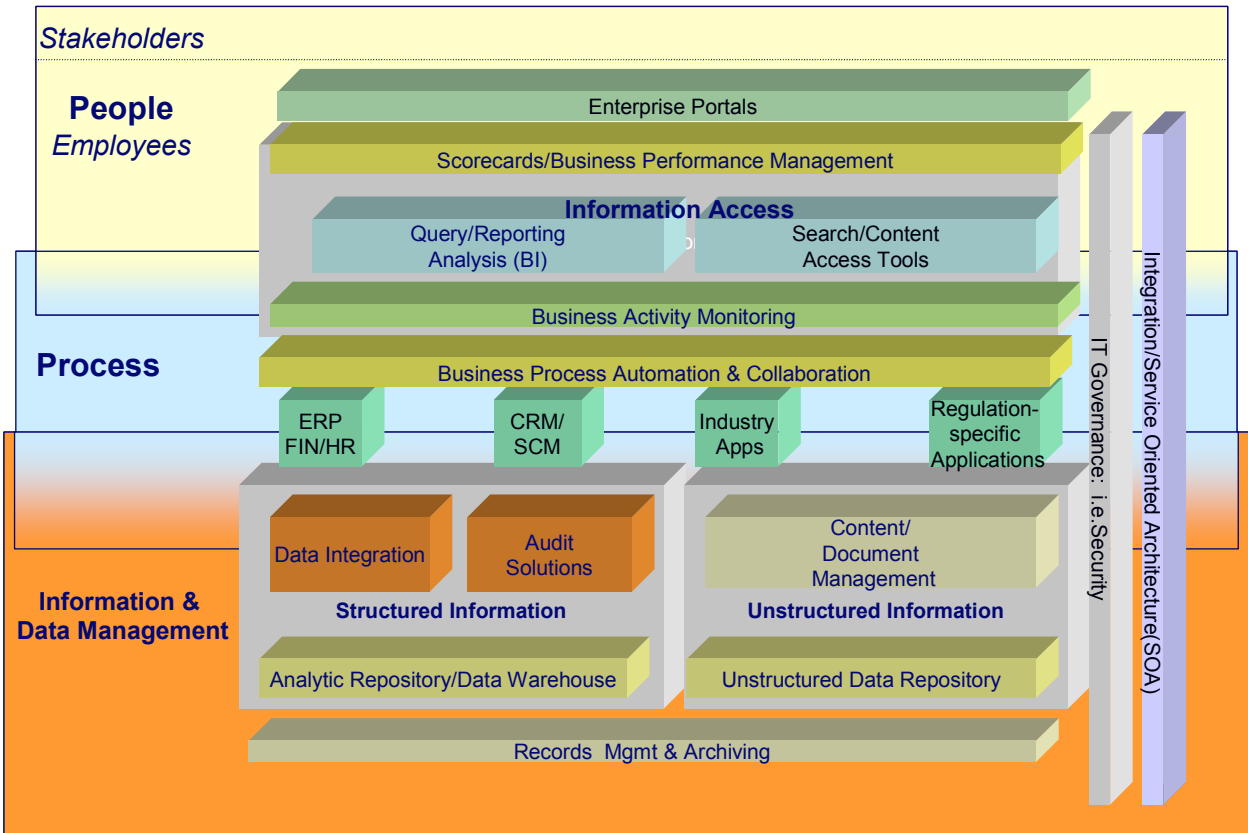 Stakeholders
People
Employees
Enterprise Portals
Scorecards/Business Performance Management
Information Access
Query/Reporting
Analysis (BI)
Search/Content
Access Tools
Business Activity Monitoring
Process
Business Process Automation & Collaboration
ERP
FIN/HR
CRM/
SCM
Industry
Apps
Regulation-
specific
Applications
Data Integration
Audit
Solutions
Content/
Document
Management
Information &
Data Management
Structured Information
Unstructured Information
Analytic Repository/Data Warehouse
Unstructured Data Repository
Records Mgmt & Archiving
IT Governance: i.e.Security
Integration/Service Oriented Architecture(SOA)